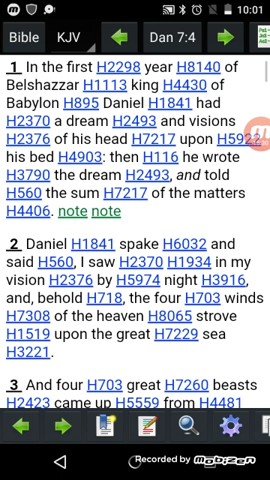 10:01
Bible KJV Dan 7:4
1 In the first H2298 year H8140 of
Belshazzar H1113 king H4430 of
Babylon H895 Daniel H1841 had
H2370 a dream H2493 and visions
H2376 of his head H7217 upon H5922
his bed H4903: then H116 he wrote
H3790 the dream H2493, and told
H560 the sum H7217 of the matters
H4406. note note
2 Daniel H1841 spake H6032 and
said H560, I saw H2370 H1934 in my
vision H2376 by H5974 night H3916,
and, behold H718, the four H703 winds
H7308 of the heaven H8065 strove
H1519 upon the great H7229 sea
H3221.
3 And four H703 great H7260 beasts
H2423 came up H5559 from H4481
Recorded by mobizen